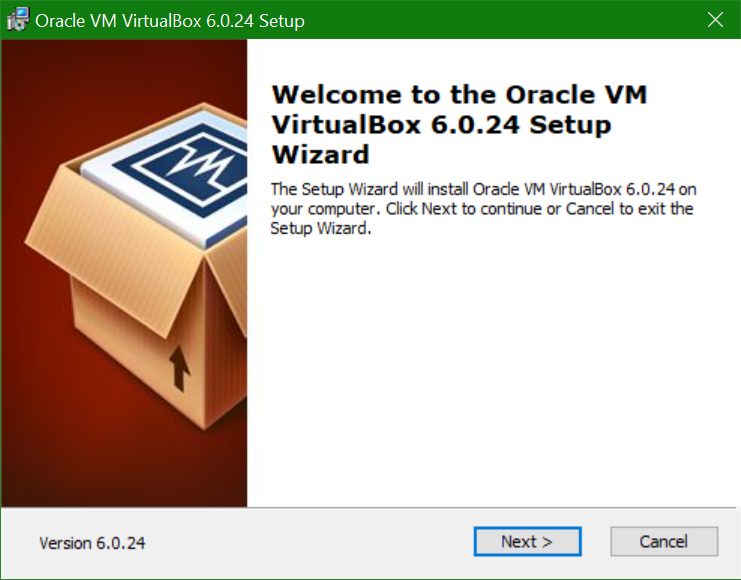 Oracle VM VirtualBox 6.0.24 Setup
Welcome to the Oracle VM
VirtualBox 6.0.24 Setup
Wizard
The Setup Wizard will install Oracle VM VirtualBox 6.0.24 on
your computer. Click Next to continue or Cancel to exit the
Setup Wizard.
Version 6.0.24
Next >
Cancel